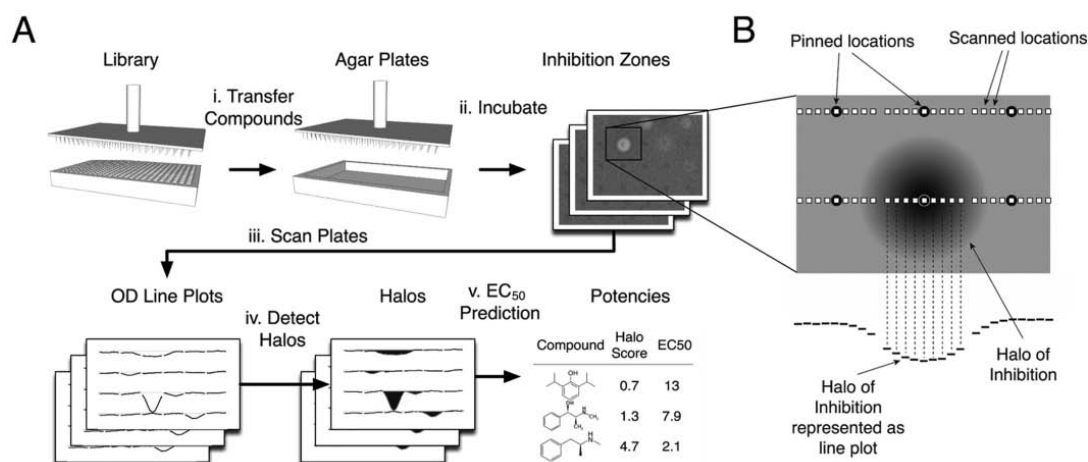 A
Library
Agar Plates
Inhibition Zones
i. Transfer
Compounds
ii. Incubate
iii. Scan Plates
OD Line Plots
iv. Detect
Halos
Halos
v. EC₅₀
Prediction
Potencies
Compound
Halo
Score
EC50
OH
0.7 13
1.3 7.9
4.7 2.1
B
Pinned locations
Scanned locations
Halo of
Inhibition
Halo of
Inhibition
represented as
line plot